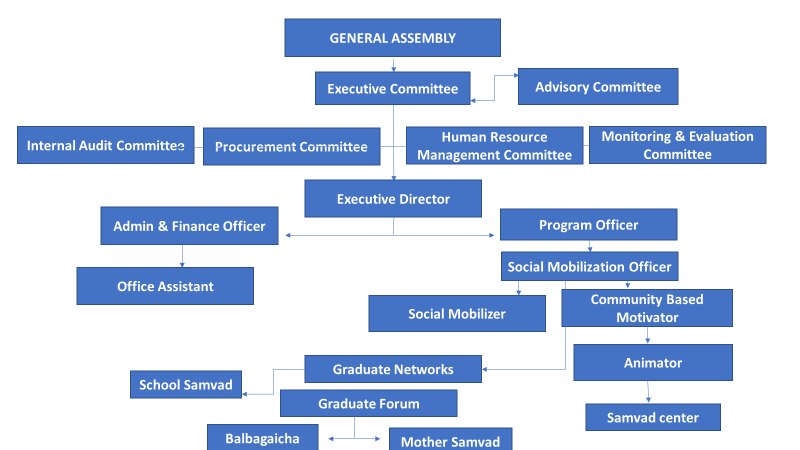 GENERAL ASSEMBLY
Executive Committee
Advisory Committee
Internal Audit Committee
Procurement Committee
Human Resource
Management Committee
Monitoring & Evaluation
Committee
Executive Director
Admin & Finance Officer
Program Officer
Social Mobilization Officer
Office Assistant
Social Mobilizer
Community Based
Motivator
Graduate Networks
Animator
School Samvad
Graduate Forum
Samvad center
Balbagaicha
Mother Samvad